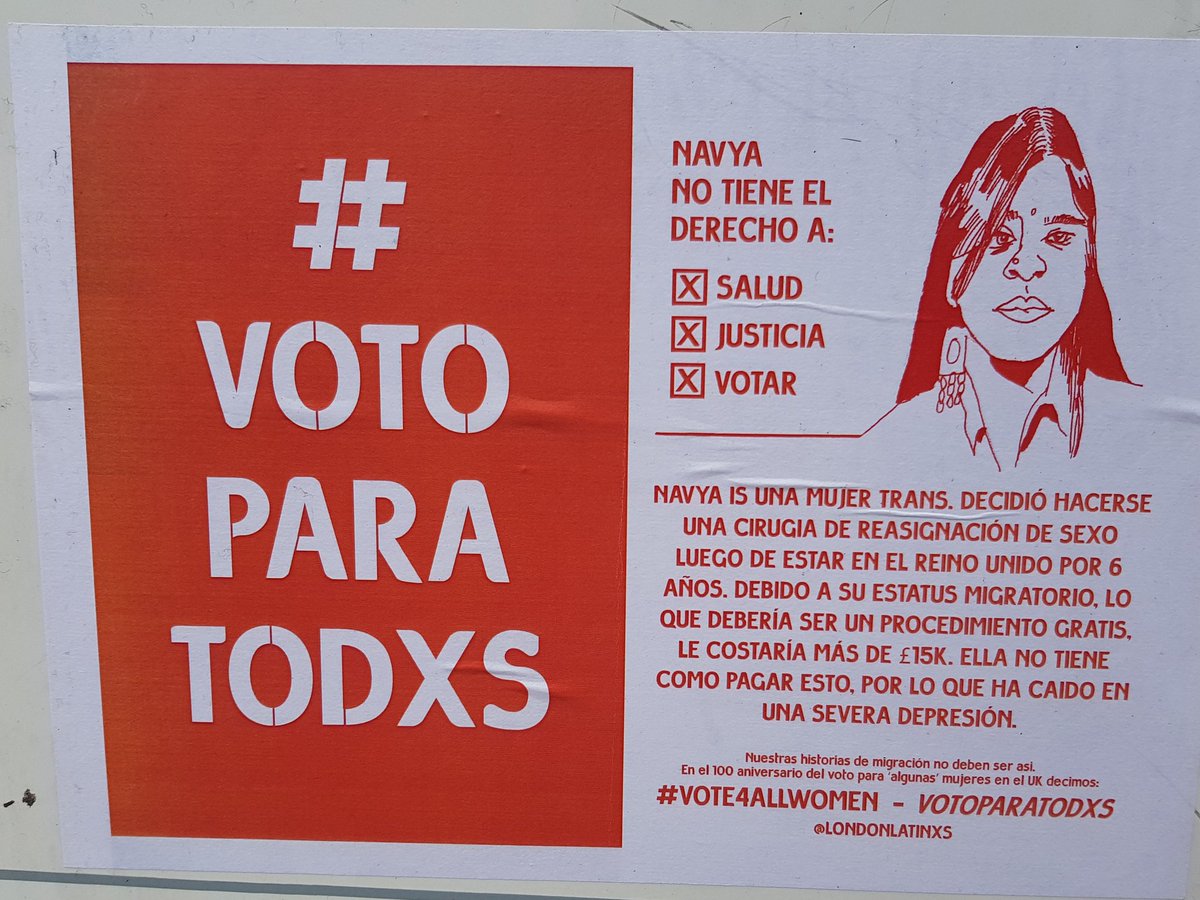 #
VOTO
PARA
TODXS
NAVYA
NO TIENE EL
DERECHO A:
X SALUD
X JUSTICIA
X VOTAR
NAVYA IS UNA MUJER TRANS. DECIDIÓ HACERSE
UNA CIRUGIA DE REASIGNACIÓN DE SEXO
LUEGO DE ESTAR EN EL REINO UNIDO POR 6
AÑOS. DEBIDO A SU ESTATUS MIGRATORIO, LO
QUE DEBERÍA SER UN PROCEDIMIENTO GRATIS,
LE COSTARÍA MÁS DE £15K. ELLA NO TIENE
COMO PAGAR ESTO, POR LO QUE HA CAIDO EN
UNA SEVERA DEPRESIÓN.
Nuestras historias de migración no deben ser asi.
En el 100 aniversario del voto para 'algunas' mujeres en el UK decimos:
#VOTE4ALLWOMEN - VOTOPARATODXS
@LONDONLATINXS